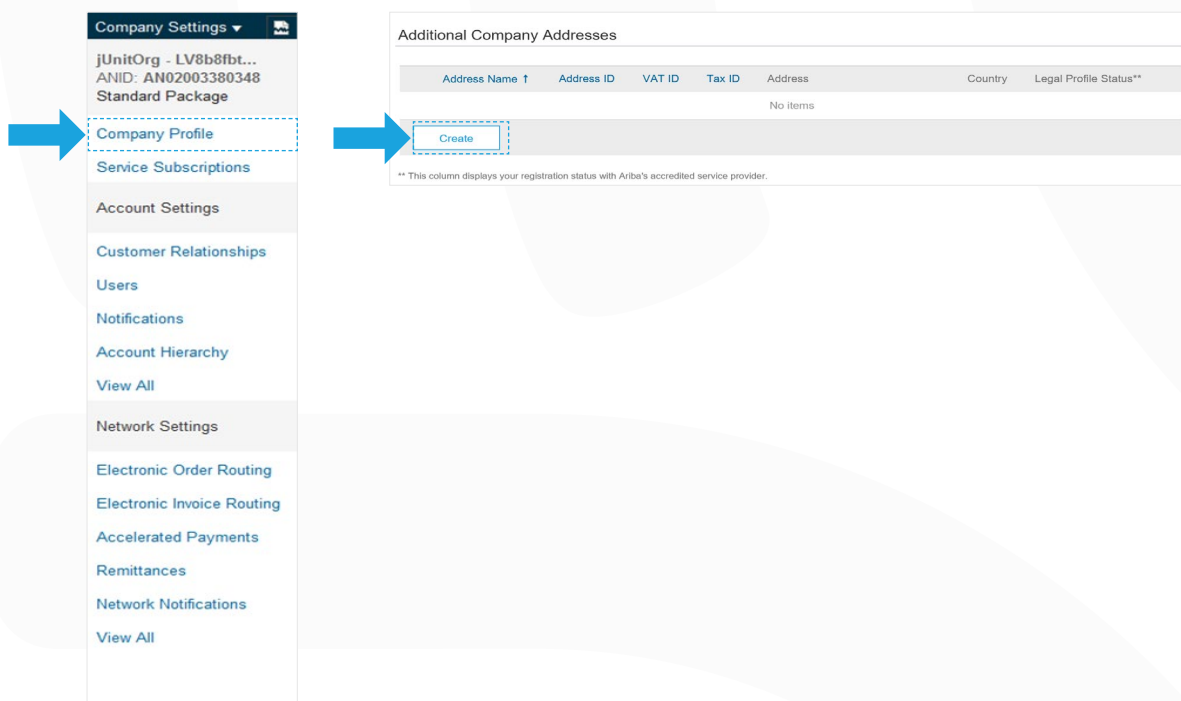 Company Settings ▾
jUnitOrg - LV8b8fbt...
ANID: AN02003380348
Standard Package
Company Profile
Service Subscriptions
Account Settings
Customer Relationships
Users
Notifications
Account Hierarchy
View All
Network Settings
Electronic Order Routing
Electronic Invoice Routing
Accelerated Payments
Remittances
Network Notifications
View All
Additional Company Addresses
Address Name ↑ Address ID VAT ID Tax ID Address Country Legal Profile Status**
No items
Create
** This column displays your registration status with Ariba's accredited service provider.